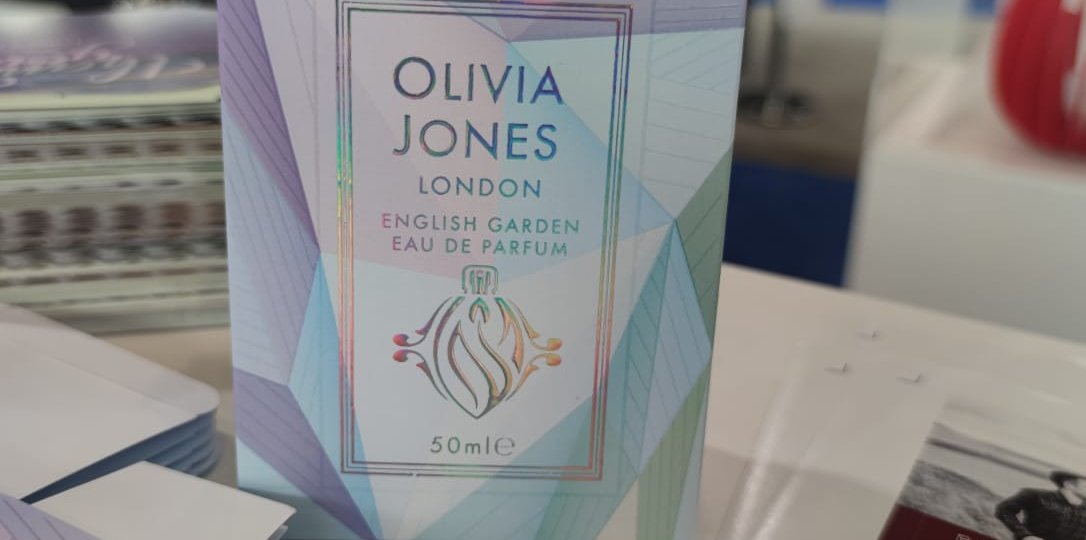 OLIVIA
JONES
LONDON
ENGLISH GARDEN
EAU DE PARFUM
50ml℮